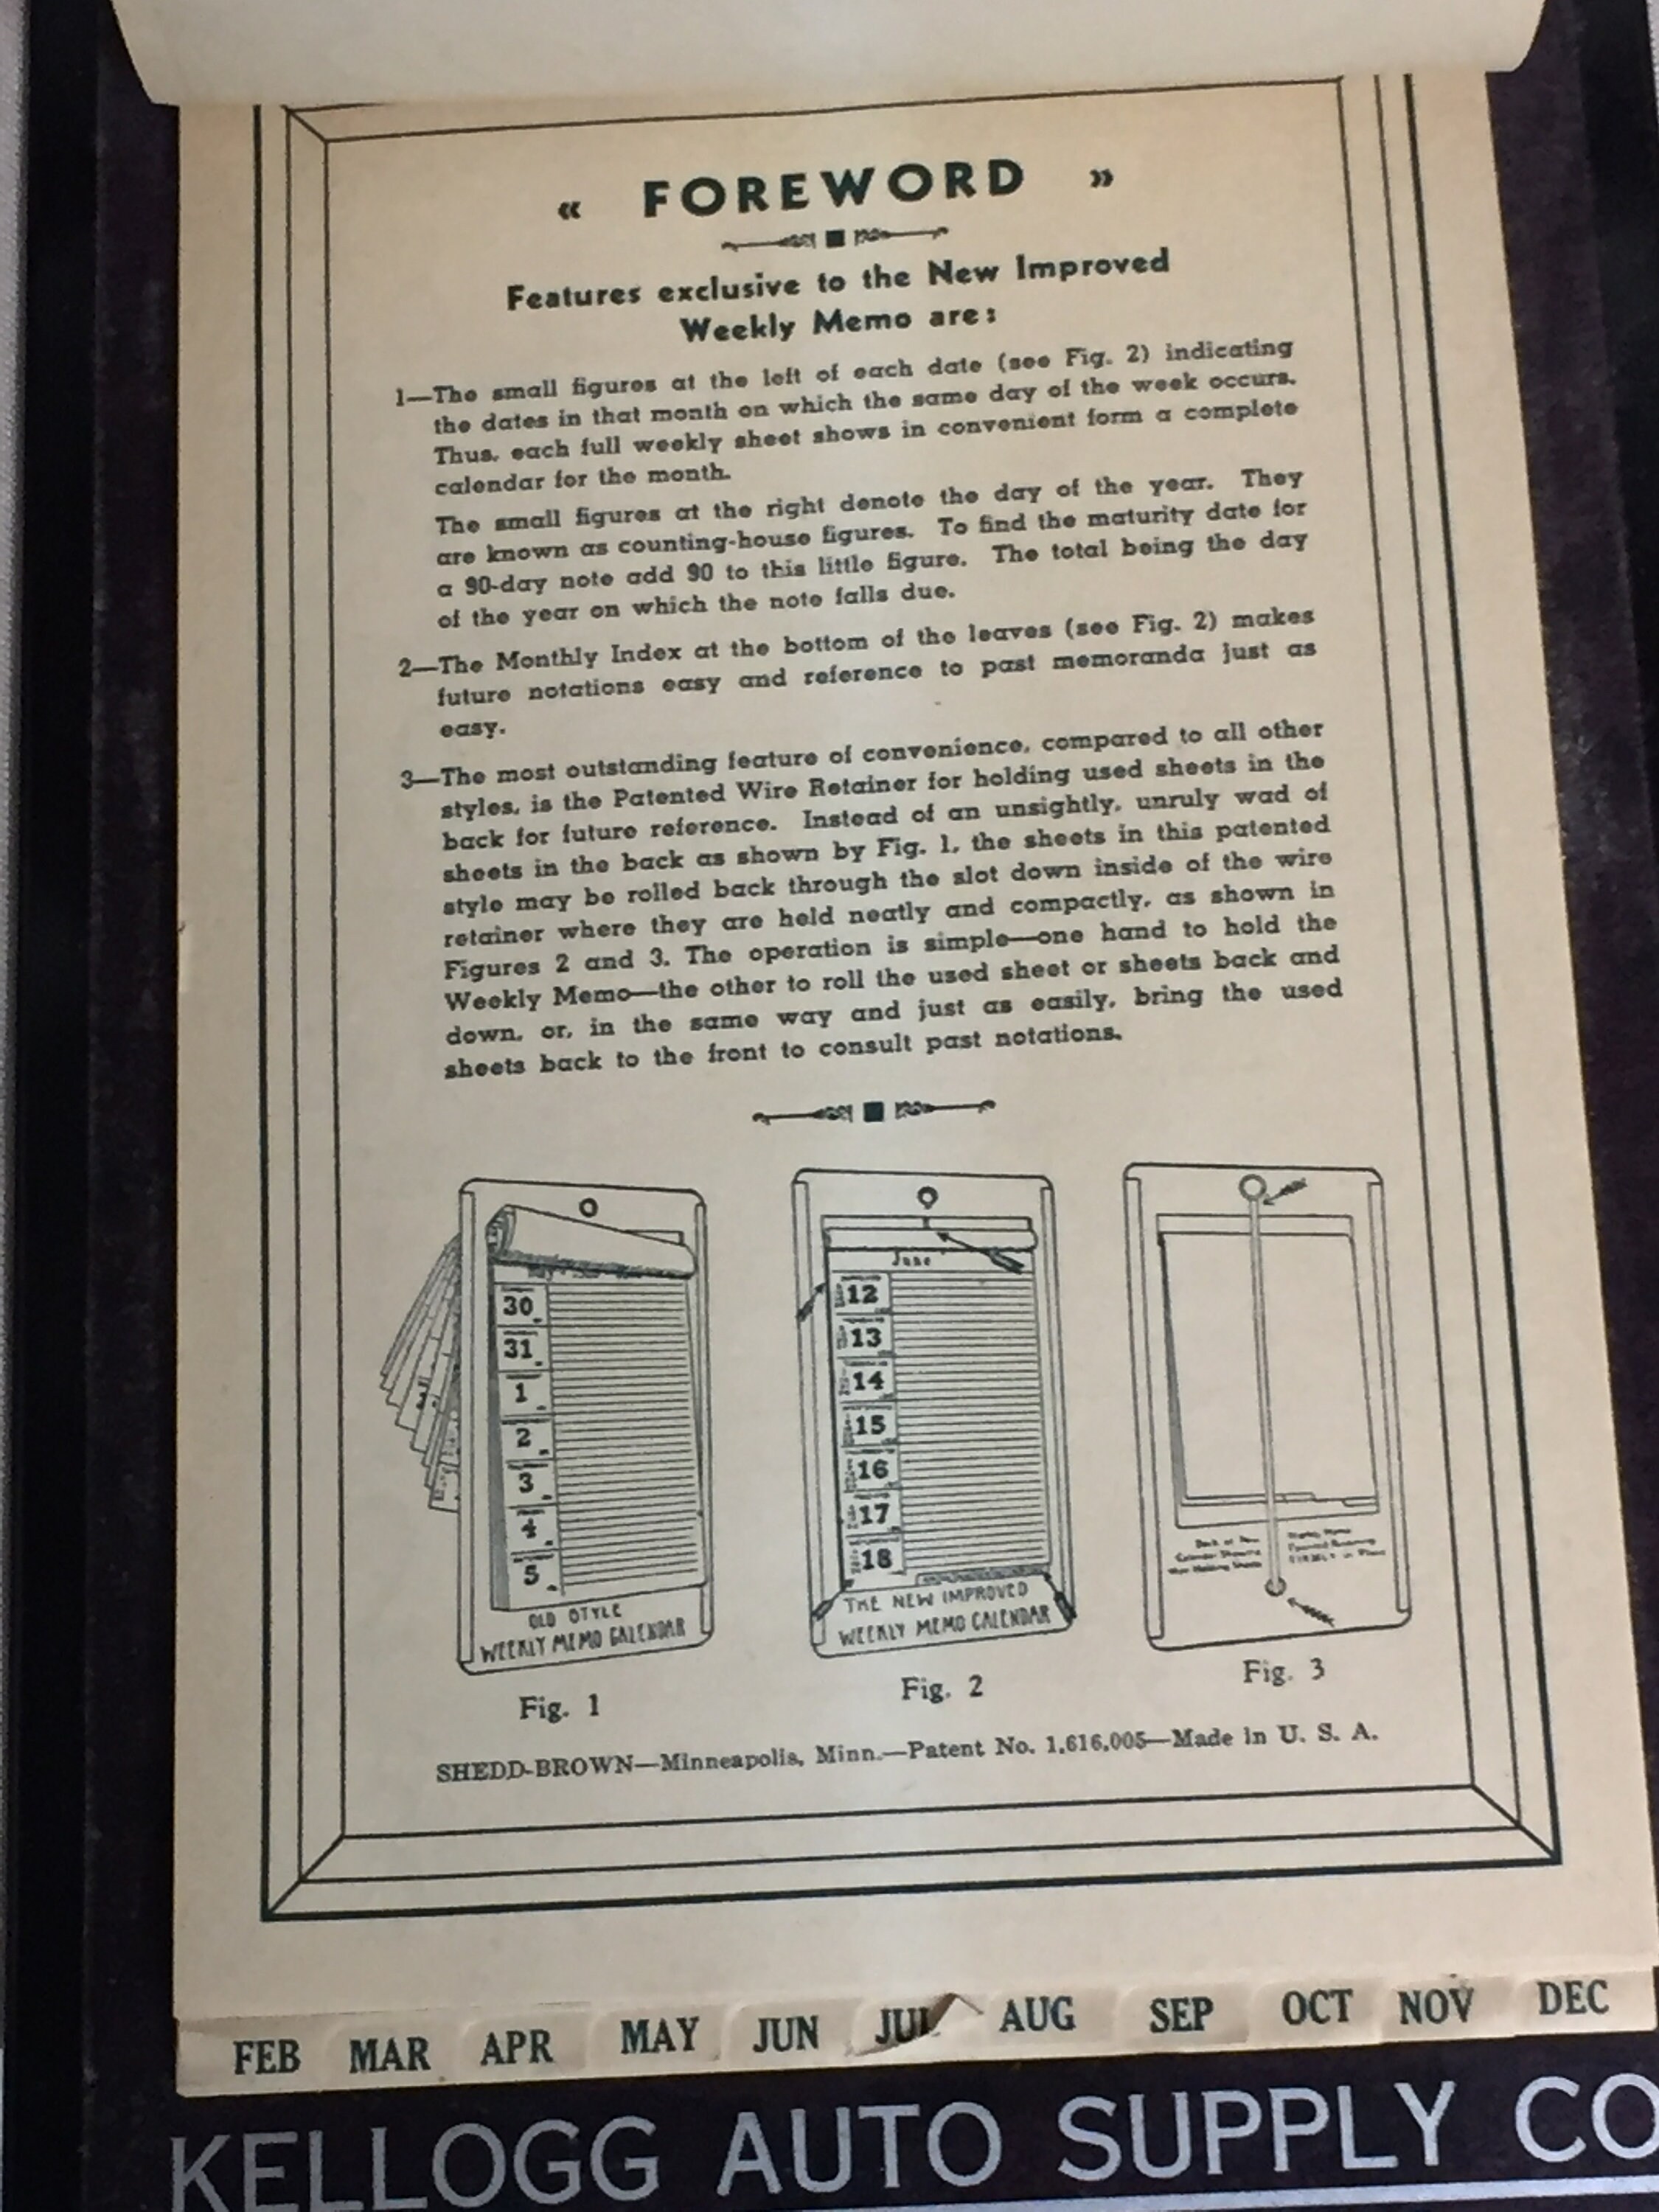 « FOREWORD »
Features exclusive to the New Improved
Weekly Memo are:
1—The small figures at the left of each date (see Fig. 2) indicating
the dates in that month on which the same day of the week occurs.
Thus, each full weekly sheet shows in convenient form a complete
calendar for the month.
The small figures at the right denote the day of the year. They
are known as counting-house figures. To find the maturity date for
a 90-day note add 90 to this little figure. The total being the day
of the year on which the note falls due.
2—The Monthly Index at the bottom of the leaves (see Fig. 2) makes
future notations easy and reference to past memoranda just as
easy.
3—The most outstanding feature of convenience, compared to all other
styles, is the Patented Wire Retainer for holding used sheets in the
back for future reference. Instead of an unsightly, unruly wad of
sheets in the back as shown by Fig. 1, the sheets in this patented
style may be rolled back through the slot down inside of the wire
retainer where they are held neatly and compactly, as shown in
Figures 2 and 3. The operation is simple—one hand to hold the
Weekly Memo—the other to roll the used sheet or sheets back and
down, or, in the same way and just as easily, bring the used
sheets back to the front to consult past notations.
30
31
1
2
3
4
5
OLD STYLE
WEEKLY MEMO CALENDAR
Fig. 1
June
12
13
14
15
16
17
18
THE NEW IMPROVED
WEEKLY MEMO CALENDAR
Fig. 2
Fig. 3
SHEDD-BROWN—Minneapolis, Minn.—Patent No. 1,616,005—Made in U. S. A.
FEB MAR APR MAY JUN JUL AUG SEP OCT NOV DEC
KELLOGG AUTO SUPPLY CO